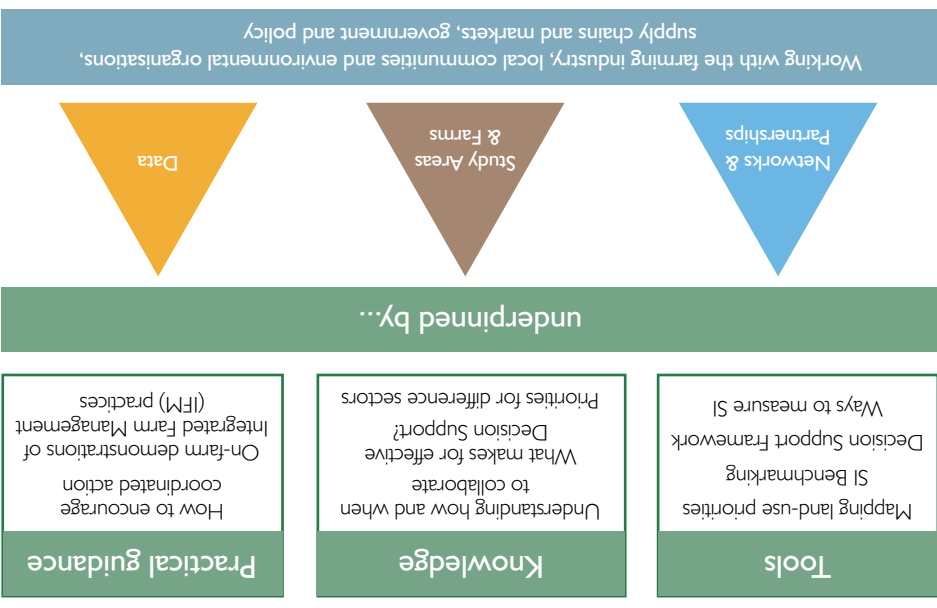 Tools
Mapping land-use priorities
SI Benchmarking
Decision Support Framework
Ways to measure SI
Knowledge
Understanding how and when
to collaborate
What makes for effective
Decision Support?
Priorities for difference sectors
Practical guidance
How to encourage
coordinated action
On-farm demonstrations of
Integrated Farm Management
(IFM) practices
underpinned by...
Networks &
Partnerships
Study Areas
& Farms
Data
Working with the farming industry, local communities and environmental organisations,
supply chains and markets, government and policy